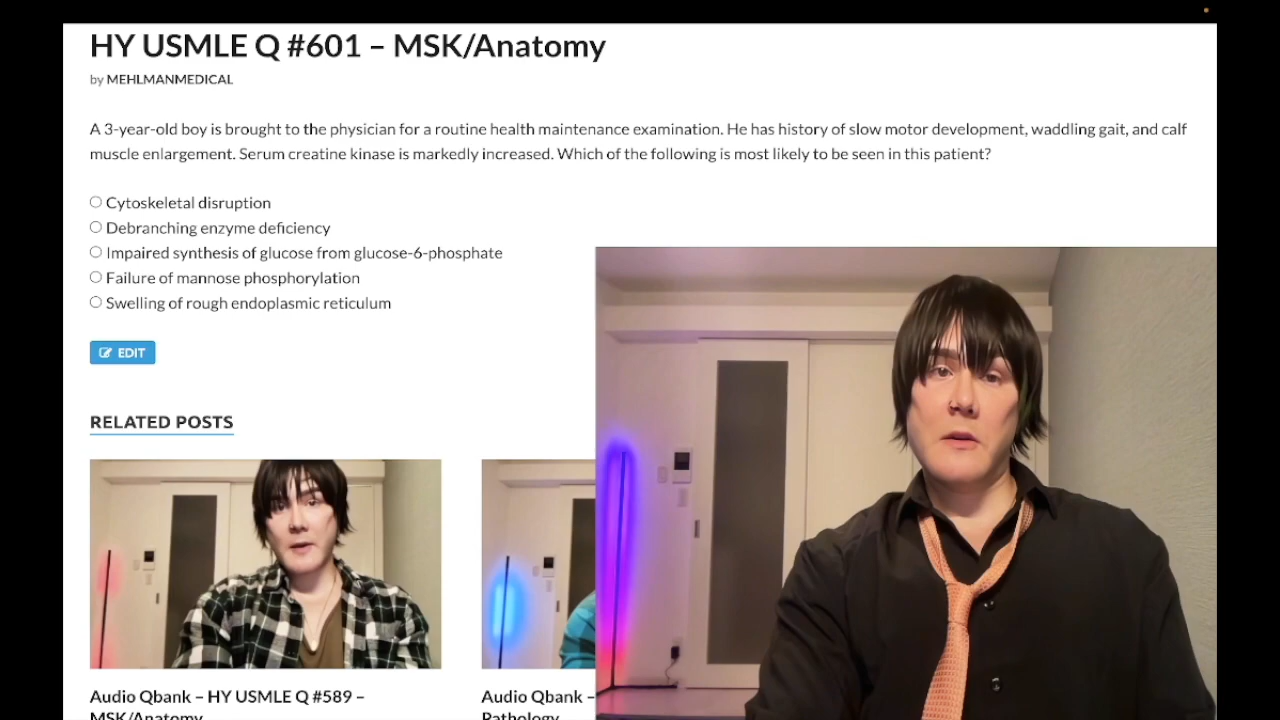 HY USMLE Q #601 – MSK/Anatomy
by MEHLMANMEDICAL
A 3-year-old boy is brought to the physician for a routine health maintenance examination. He has history of slow motor development, waddling gait, and calf
muscle enlargement. Serum creatine kinase is markedly increased. Which of the following is most likely to be seen in this patient?
Cytoskeletal disruption
Debranching enzyme deficiency
Impaired synthesis of glucose from glucose-6-phosphate
Failure of mannose phosphorylation
Swelling of rough endoplasmic reticulum
EDIT
RELATED POSTS
Audio Qbank – HY USMLE Q #589 –
MSK/Anatomy
Audio Qbank –
Pathology